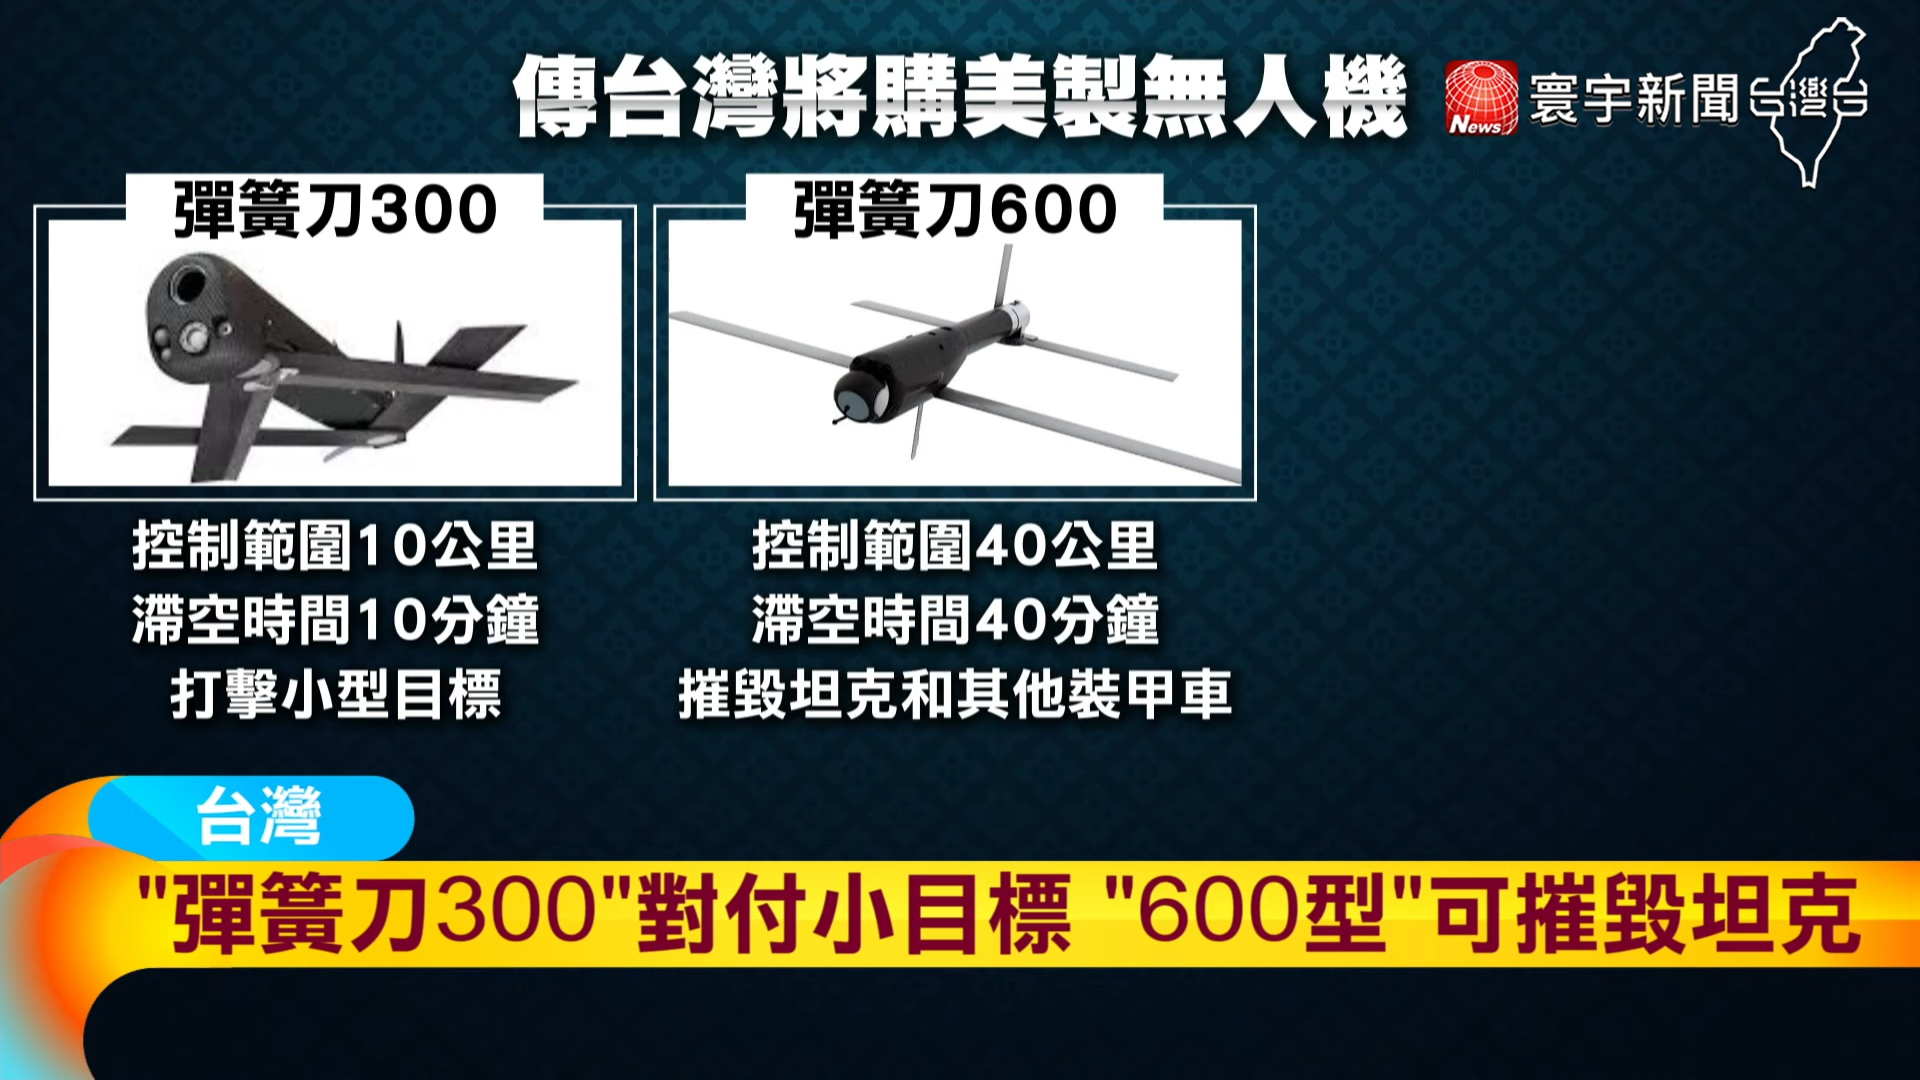 傳台灣將購美製無人機
News 寰宇新聞 台灣台
彈簧刀300
控制範圍10公里
滯空時間10分鐘
打擊小型目標
彈簧刀600
控制範圍40公里
滯空時間40分鐘
摧毀坦克和其他裝甲車
台灣
"彈簧刀300"對付小目標 "600型"可摧毀坦克